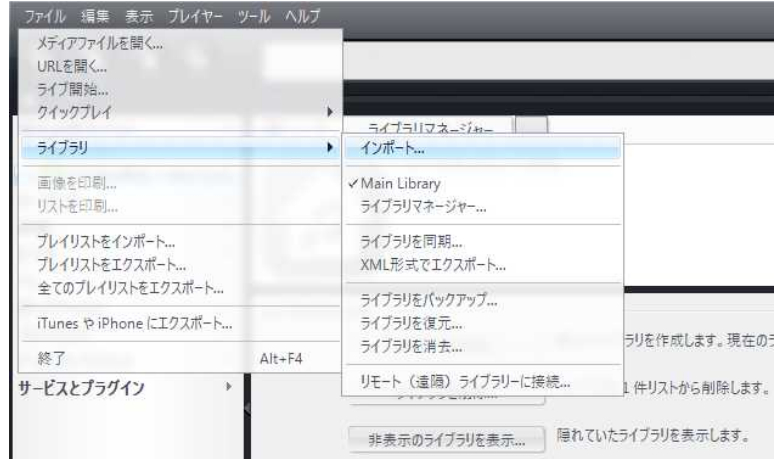 ファイル 編集 表示 プレイヤー ツール ヘルプ
メディアファイルを開く...
URLを開く...
ライブ開始...
クイックプレイ
ライブラリ
画像を印刷...
リストを印刷...
プレイリストをインポート...
プレイリストをエクスポート...
全てのプレイリストをエクスポート...
iTunes や iPhone にエクスポート...
終了 Alt+F4
サービスとプラグイン
ライブラリマネージャー
インポート...
✓Main Library
ライブラリマネージャー...
ライブラリを同期...
XML形式でエクスポート...
ライブラリをバックアップ...
ライブラリを復元...
ライブラリを消去...
リモート（遠隔）ライブラリーに接続...
ラリを作成します。現在の
1 件リストから削除します。
非表示のライブラリを表示... 隠れていたライブラリを表示します。